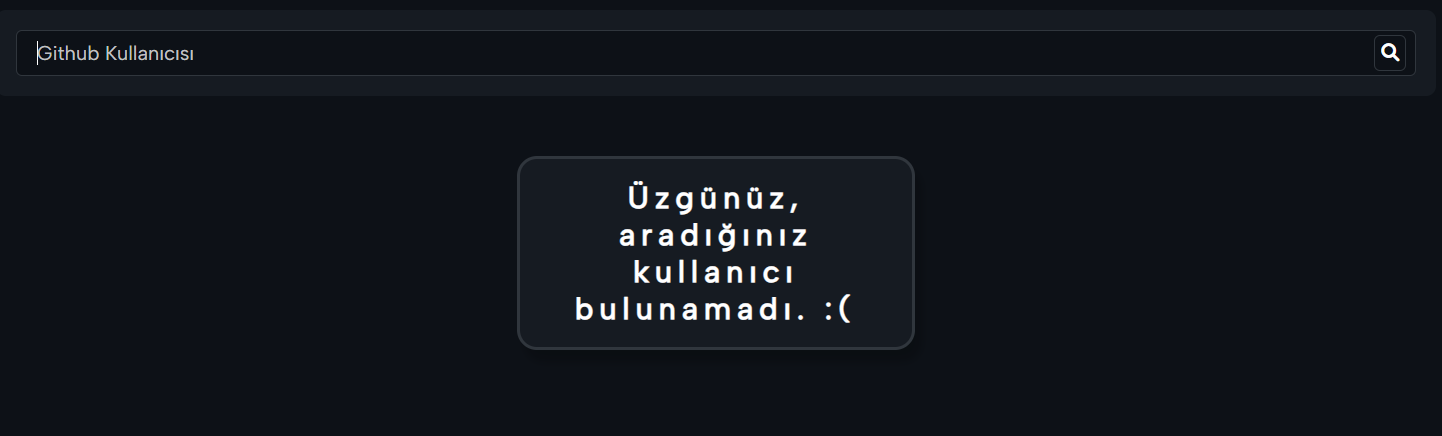 Github Kullanıcısı
Üzgünüz,
aradığınız
kullanıcı
bulunamadı. :(